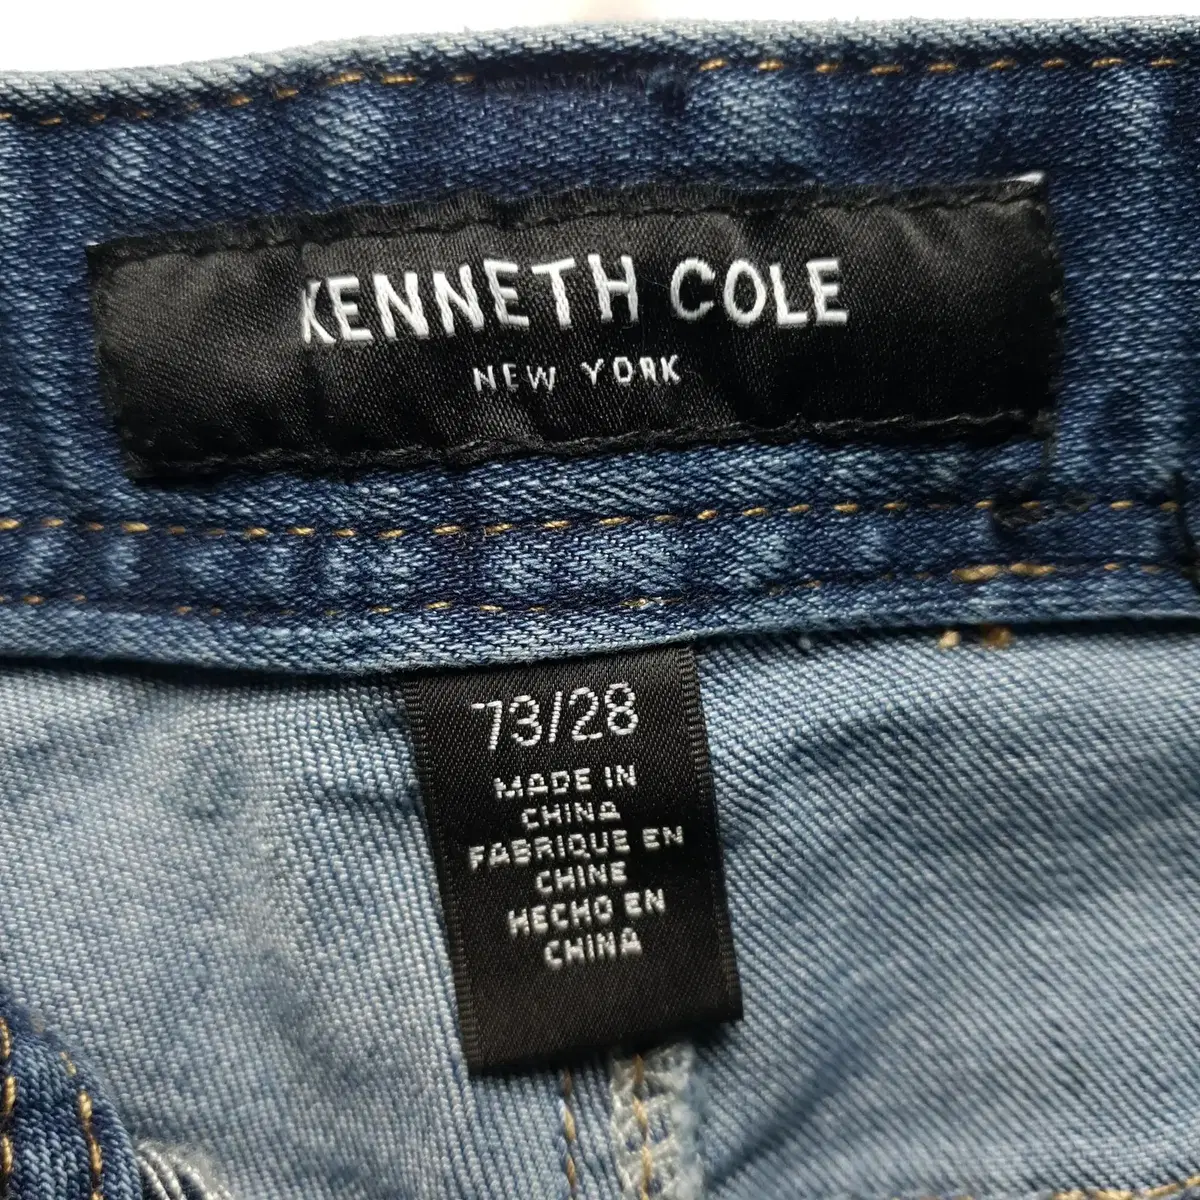 KENNETH COLE
NEW YORK
73/28
MADE IN
CHINA
FABRIQUE EN
CHINE
HECHO EN
CHINA